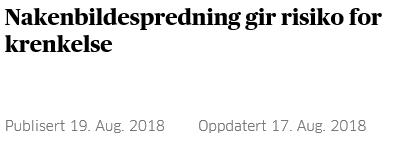 Nakenbildespredning gir risiko for
krenkelse
Publisert 19. Aug. 2018 Oppdatert 17. Aug. 2018